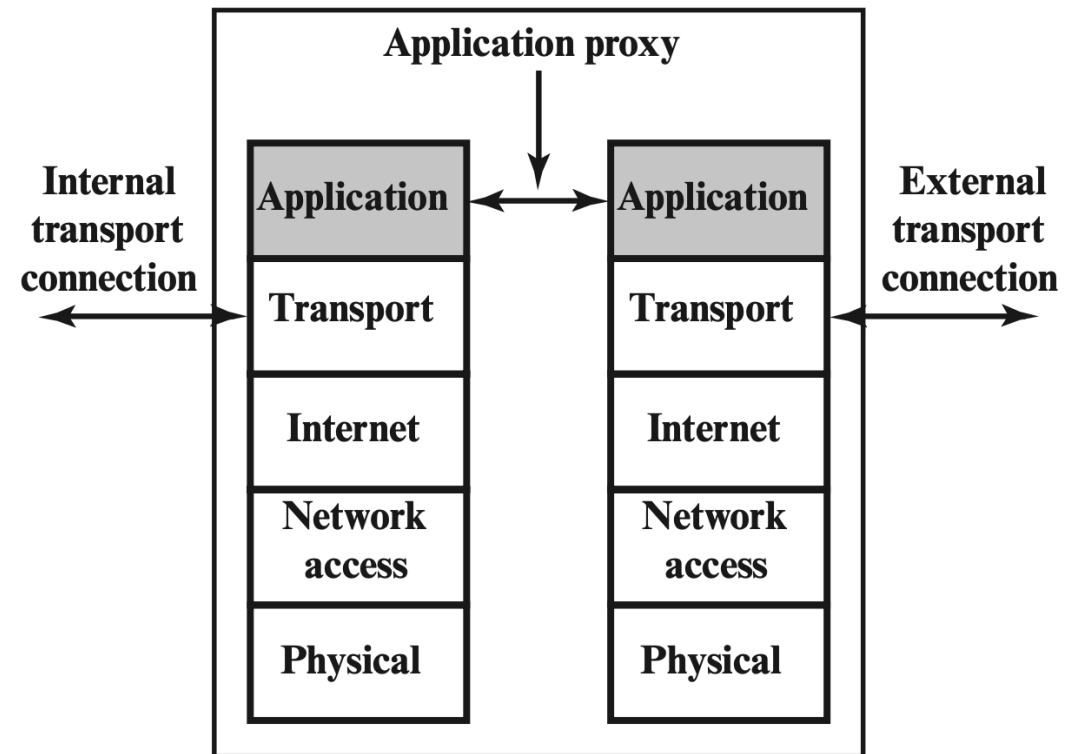 Application proxy
Internal
transport
connection
Application
Application
External
transport
connection
Transport
Transport
Internet
Internet
Network
access
Network
access
Physical
Physical